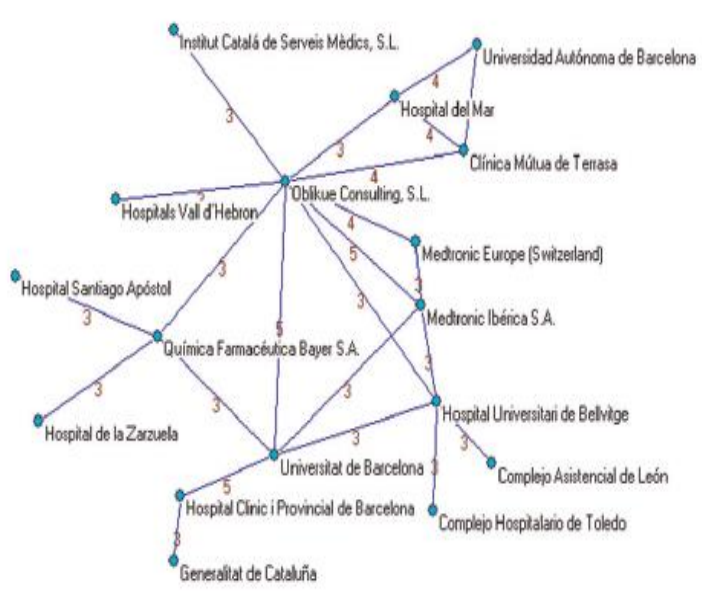 Institut Catalá de Serveis Mèdics, S.L.
Universidad Autónoma de Barcelona
4
Hospital del Mar
3
4
3
Clínica Mútua de Terrasa
4
Oblikue Consulting, S.L.
Hospitals Vall d'Hebron
4
5
Medtronic Europe (Switzerland)
3
Hospital Santiago Apóstol
3
3
3
Medtronic Ibérica S.A.
5
Química Farmacéutica Bayer S.A.
3
3
3
3
Hospital Universitari de Bellvitge
Hospital de la Zarzuela
3
3
Universitat de Barcelona
3
Complejo Asistencial de León
5
Hospital Clinic i Provincial de Barcelona
Complejo Hospitalario de Toledo
3
Generalitat de Cataluña